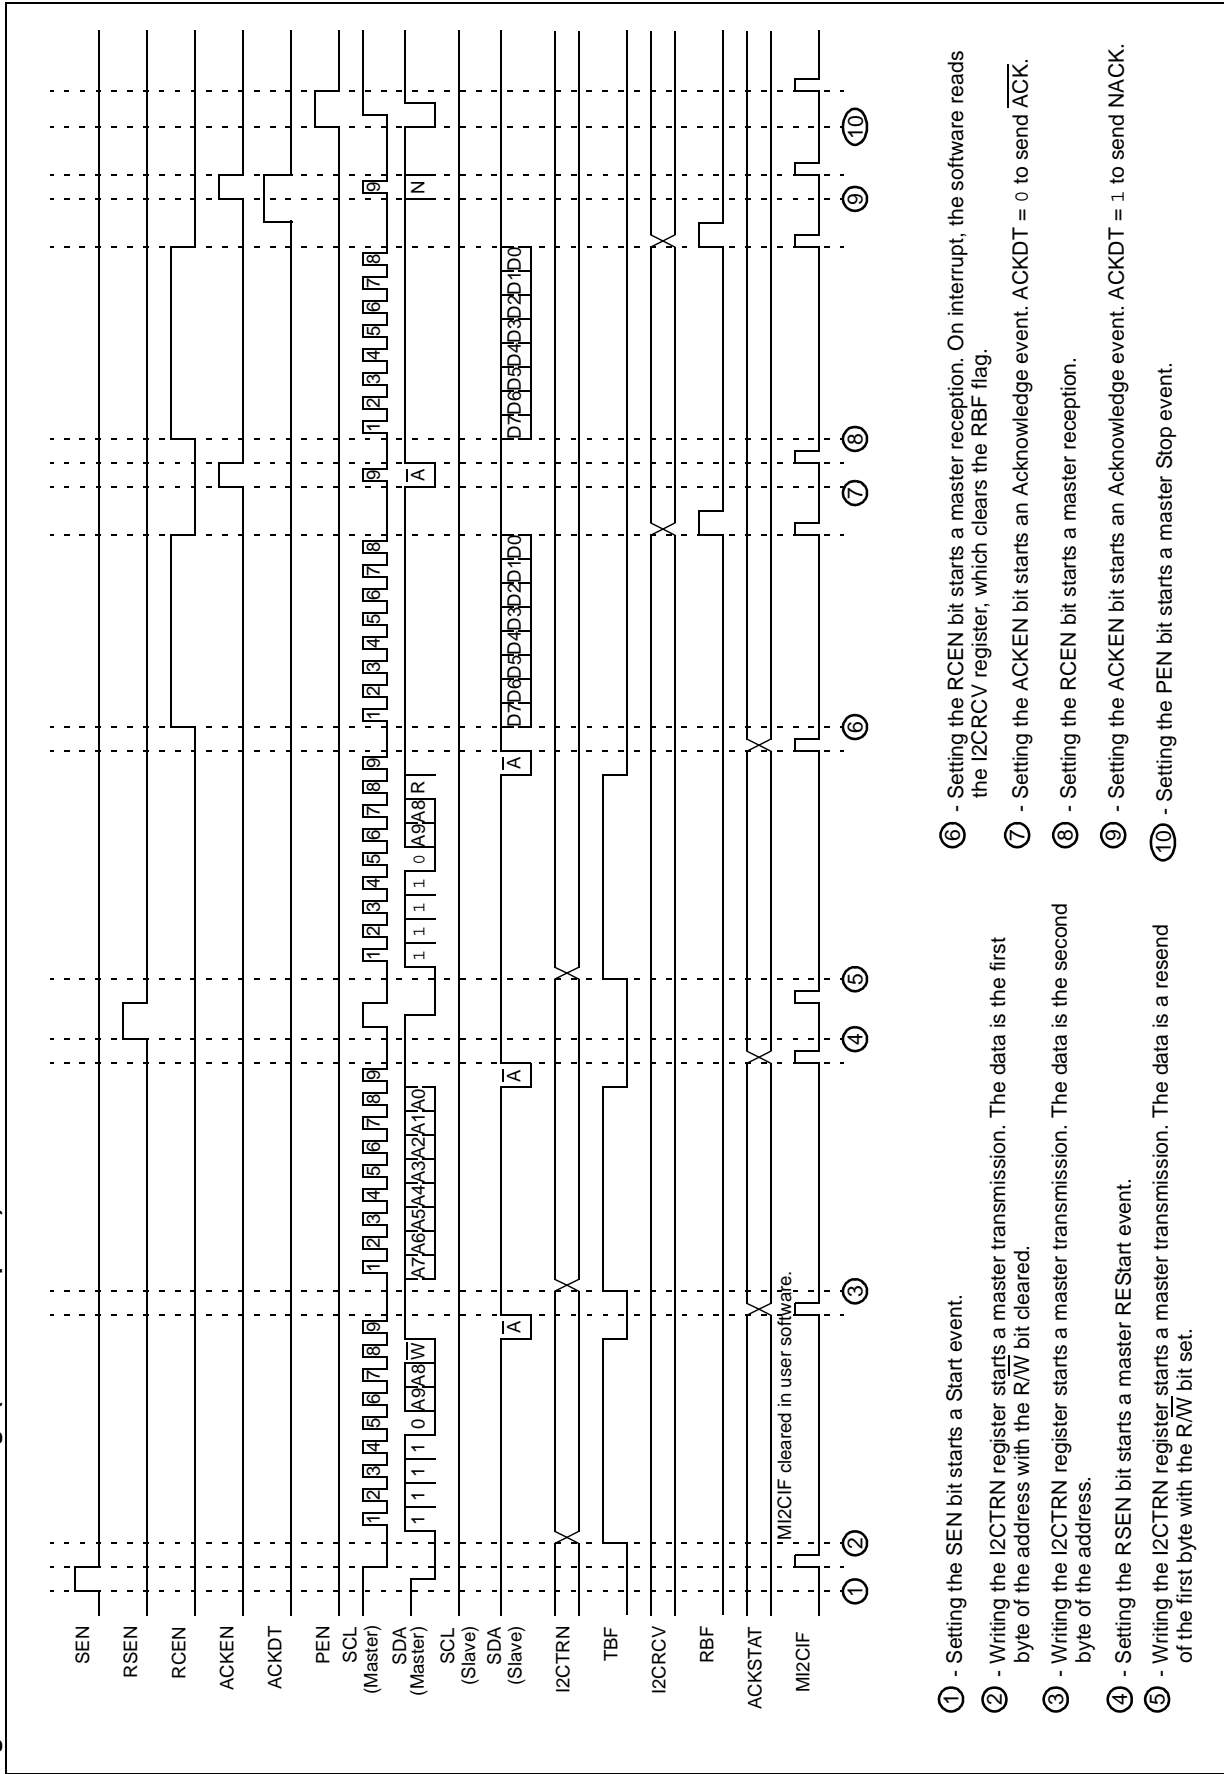 SEN
RSEN
RCEN
ACKEN
ACKDT
PEN
SCL
(Master)
1 2 3 4 5 6 7 8 9 1 2 3 4 5 6 7 8 9 1 2 3 4 5 6 7 8 9 1 2 3 4 5 6 7 8 9 1 2 3 4 5 6 7 8 9
SDA
(Master)
1 1 1 1 0 A9 A8 W A7 A6 A5 A4 A3 A2 A1 A0 1 1 1 1 0 A9 A8 R A N
SCL
(Slave)
SDA
(Slave)
A A A D7 D6 D5 D4 D3 D2 D1 D0 D7 D6 D5 D4 D3 D2 D1 D0
I2CTRN
TBF
I2CRCV
RBF
ACKSTAT
MI2CIF cleared in user software.
MI2CIF
1 2 3 4 5 6 7 8 9 10
1 - Setting the SEN bit starts a Start event.
2 - Writing the I2CTRN register starts a master transmission. The data is the first
byte of the address with the R/W bit cleared.
3 - Writing the I2CTRN register starts a master transmission. The data is the second
byte of the address.
4 - Setting the RSEN bit starts a master REStart event.
5 - Writing the I2CTRN register starts a master transmission. The data is a resend
of the first byte with the R/W bit set.
6 - Setting the RCEN bit starts a master reception. On interrupt, the software reads
the I2CRCV register, which clears the RBF flag.
7 - Setting the ACKEN bit starts an Acknowledge event. ACKDT = 0 to send ACK.
8 - Setting the RCEN bit starts a master reception.
9 - Setting the ACKEN bit starts an Acknowledge event. ACKDT = 1 to send NACK.
10 - Setting the PEN bit starts a master Stop event.